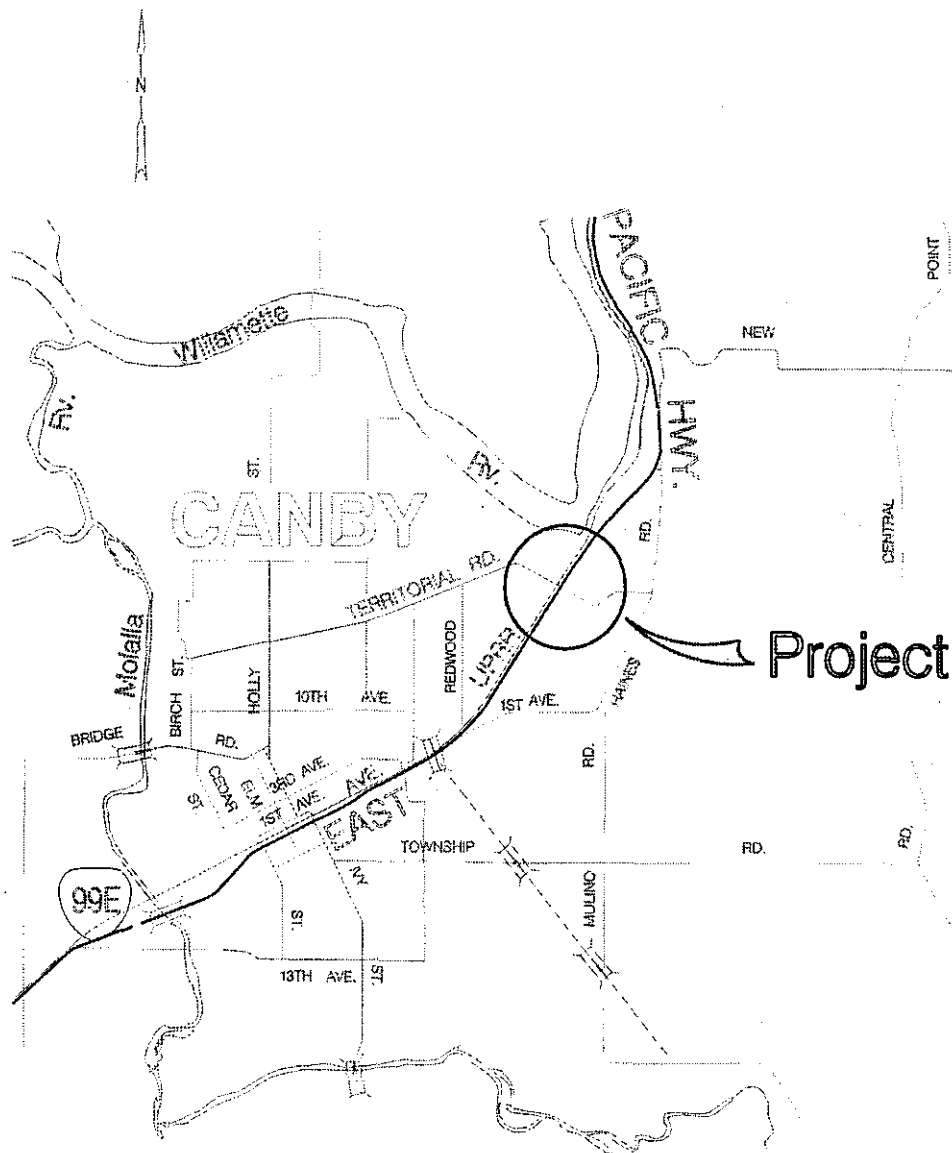 N
PACIFIC
HWY.
POINT
NEW
Willamette
Rv.
Rv.
ST.
CANBY
RD.
CENTRAL
TERRITORIAL RD.
Molalla
REDWOOD
UPRR
Project
BIRCH ST.
HOLLY
10TH AVE.
1ST AVE.
HAINES
BRIDGE
RD.
RD.
CEDAR
ST.
ELM
3RD AVE.
1ST AVE.
AVE.
EAST
TOWNSHIP
RD.
RD.
99E
IVY
MULINO
ST.
13TH AVE.
ST.